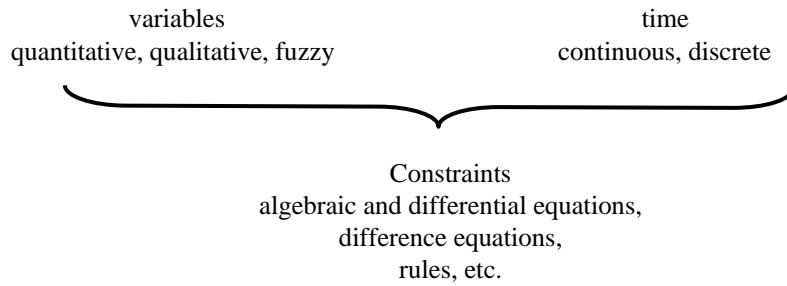 variables
quantitative, qualitative, fuzzy
time
continuous, discrete
Constraints
algebraic and differential equations,
difference equations,
rules, etc.